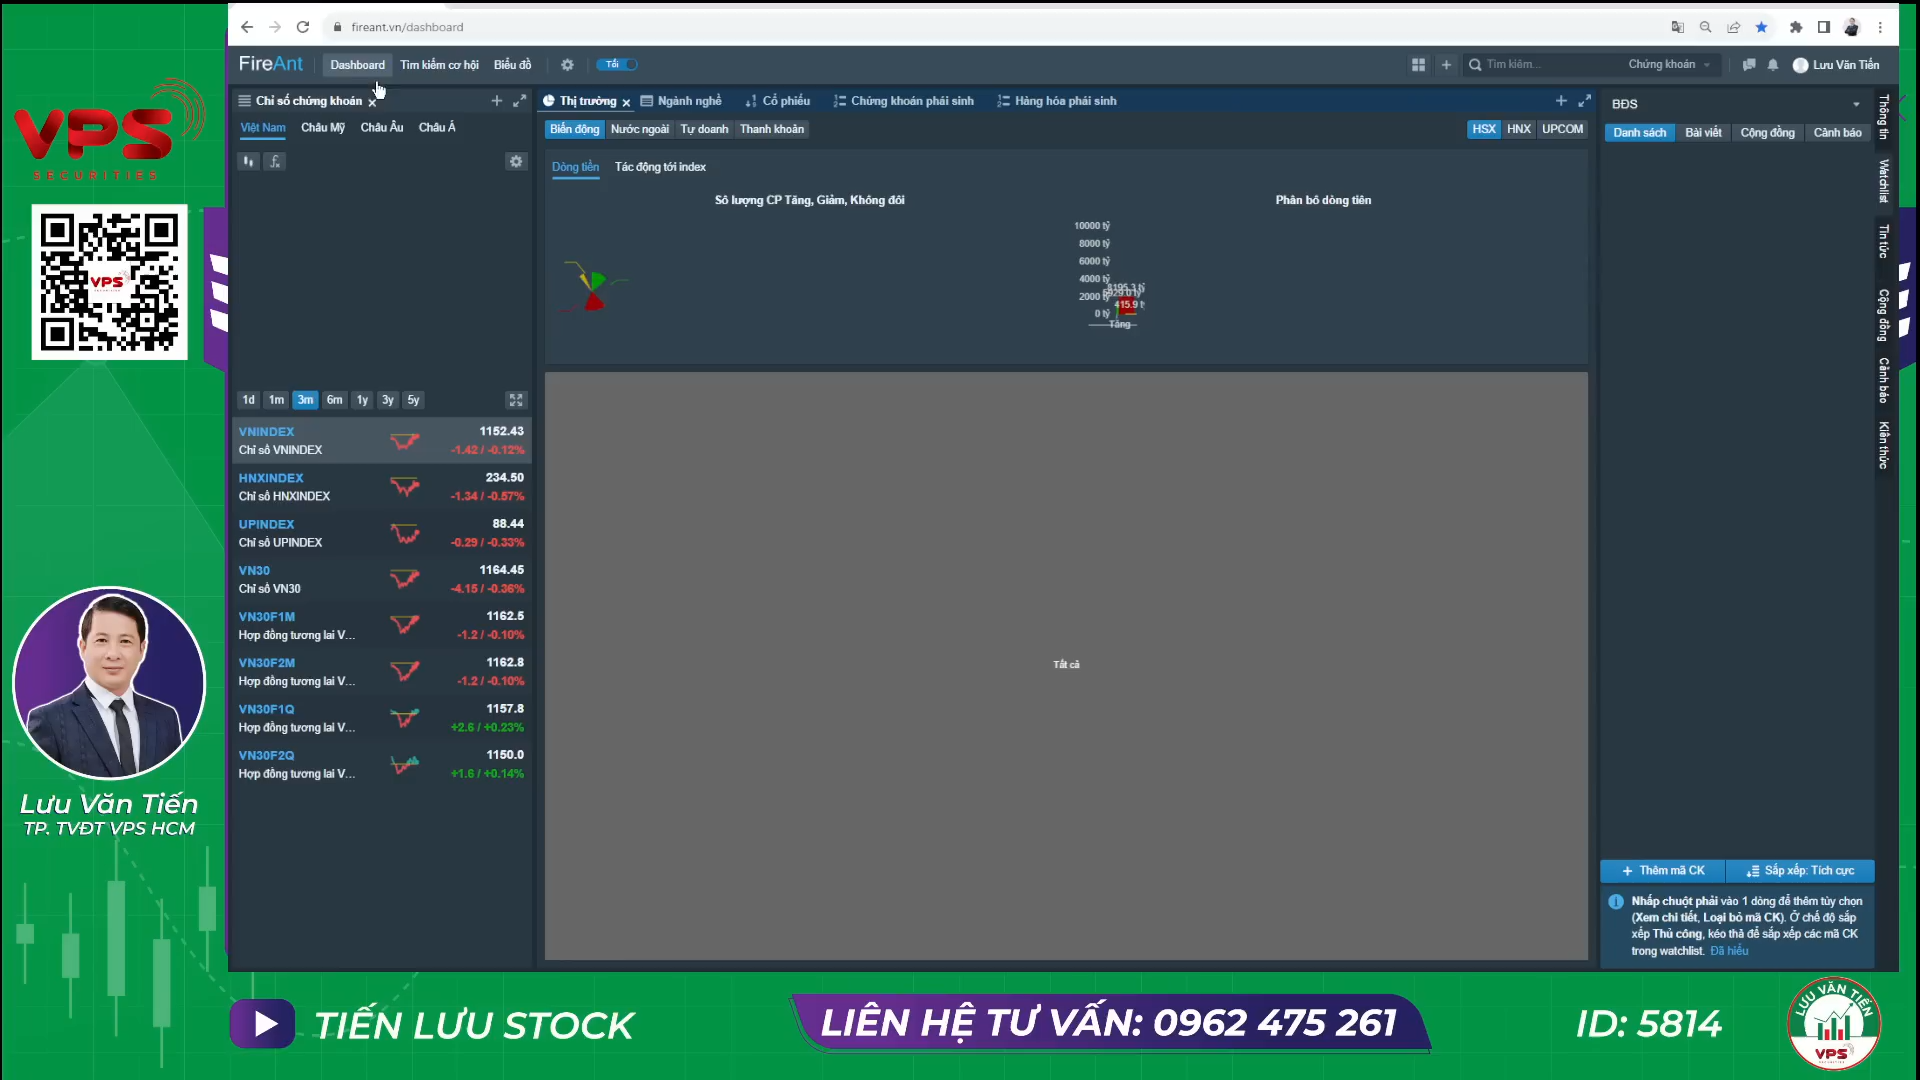 fireant.vn/dashboard
FireAnt
Dashboard
Tìm kiếm cơ hội
Biểu đồ
Tối
Tìm kiếm...
Chứng khoán
Lưu Văn Tiến
Chỉ số chứng khoán
Việt Nam
Châu Mỹ
Châu Âu
Châu Á
1d
1m
3m
6m
1y
3y
5y
VNINDEX
1152.43
Chỉ số VNINDEX
-1.42 / -0.12%
HNXINDEX
234.50
Chỉ số HNXINDEX
-1.34 / -0.57%
UPINDEX
88.44
Chỉ số UPINDEX
-0.29 / -0.33%
VN30
1164.45
Chỉ số VN30
-4.15 / -0.36%
VN30F1M
1162.5
Hợp đồng tương lai V...
-1.2 / -0.10%
VN30F2M
1162.8
Hợp đồng tương lai V...
-1.2 / -0.10%
VN30F1Q
1157.8
Hợp đồng tương lai V...
+2.6 / +0.23%
VN30F2Q
1150.0
Hợp đồng tương lai V...
+1.6 / +0.14%
Thị trường
Ngành nghề
Cổ phiếu
Chứng khoán phái sinh
Hàng hóa phái sinh
Biến động
Nước ngoài
Tự doanh
Thanh khoản
HSX
HNX
UPCOM
Dòng tiền
Tác động tới index
Số lượng CP Tăng, Giảm, Không đổi
Phân bổ dòng tiền
10000 tỷ
8000 tỷ
6000 tỷ
4000 tỷ
2000 tỷ
0 tỷ
8195.3 tỷ
415.9 t
Tăng
Tất cả
BĐS
Danh sách
Bài viết
Cộng đồng
Cảnh báo
Thêm mã CK
Sắp xếp: Tích cực
Nhấp chuột phải vào 1 dòng để thêm tùy chọn
(Xem chi tiết, Loại bỏ mã CK). Ở chế độ sắp
xếp Thủ công, kéo thả để sắp xếp các mã CK
trong watchlist. Đã hiểu
Thông tin
Watchlist
Tin tức
Cộng đồng
Cảnh báo
Kiến thức
VPS
SECURITIES
VPS
Lưu Văn Tiến
TP. TVĐT VPS HCM
TIẾN LƯU STOCK
LIÊN HỆ TƯ VẤN: 0962 475 261
ID: 5814
LƯU VĂN TIẾN
VPS